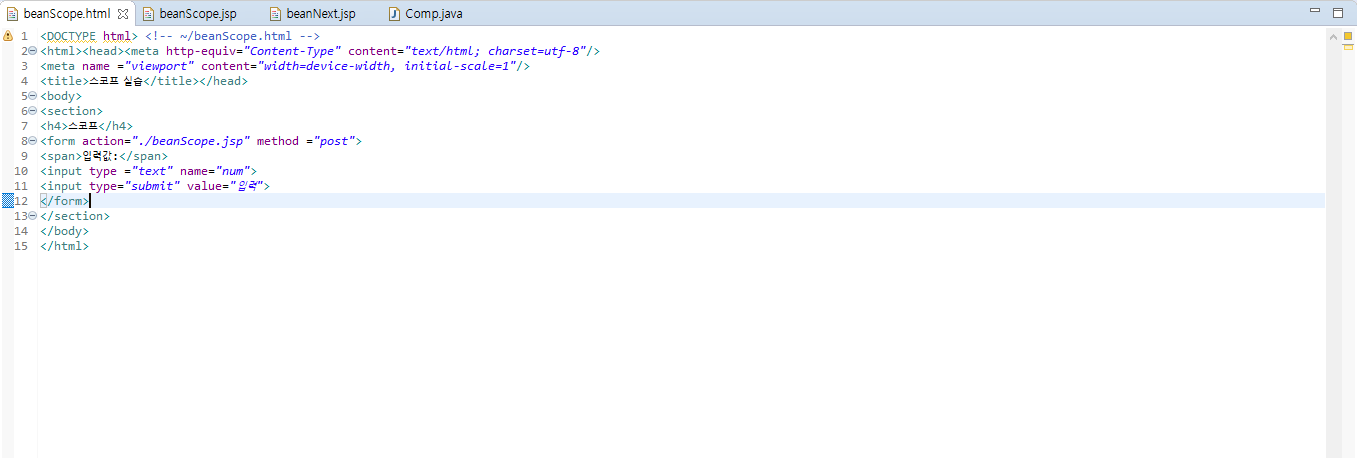 beanScope.html beanScope.jsp beanNext.jsp Comp.java
1 <DOCTYPE html> <!-- ~/beanScope.html -->
2 <html><head><meta http-equiv="Content-Type" content="text/html; charset=utf-8"/>
3 <meta name ="viewport" content="width=device-width, initial-scale=1"/>
4 <title>스코프 실습</title></head>
5 <body>
6 <section>
7 <h4>스코프</h4>
8 <form action="./beanScope.jsp" method ="post">
9 <span>입력값:</span>
10 <input type ="text" name="num">
11 <input type="submit" value="입력">
12 </form>
13 </section>
14 </body>
15 </html>